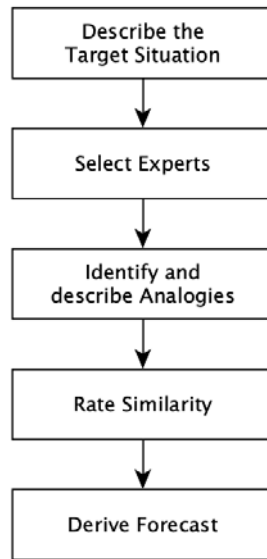 Describe the
Target Situation
Select Experts
Identify and
describe Analogies
Rate Similarity
Derive Forecast